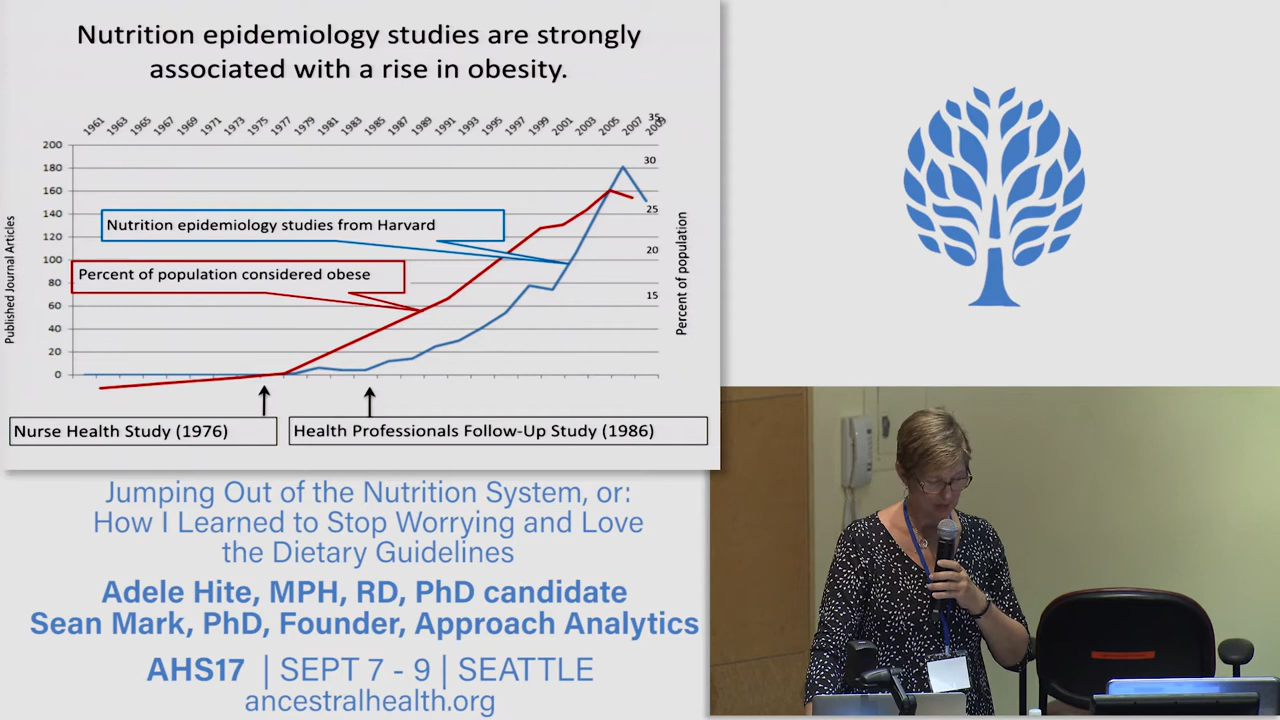 Nutrition epidemiology studies are strongly
associated with a rise in obesity.
1961 1963 1965 1967 1969 1971 1973 1975 1977 1979 1981 1983 1985 1987 1989 1991 1993 1995 1997 1999 2001 2003 2005 2007 2009
35
200
180
160
140
120
100
80
60
40
20
0
30
25
20
15
Published Journal Articles
Percent of population
Nutrition epidemiology studies from Harvard
Percent of population considered obese
Nurse Health Study (1976)
Health Professionals Follow-Up Study (1986)
Jumping Out of the Nutrition System, or:
How I Learned to Stop Worrying and Love
the Dietary Guidelines
Adele Hite, MPH, RD, PhD candidate
Sean Mark, PhD, Founder, Approach Analytics
AHS17 | SEPT 7 - 9 | SEATTLE
ancestralhealth.org